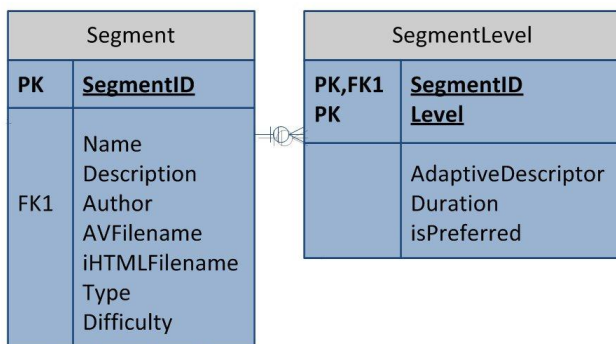 Segment
PK SegmentID
Name
Description
FK1 Author
AVFilename
iHTMLFilename
Type
Difficulty
SegmentLevel
PK,FK1 SegmentID
PK Level
AdaptiveDescriptor
Duration
isPreferred